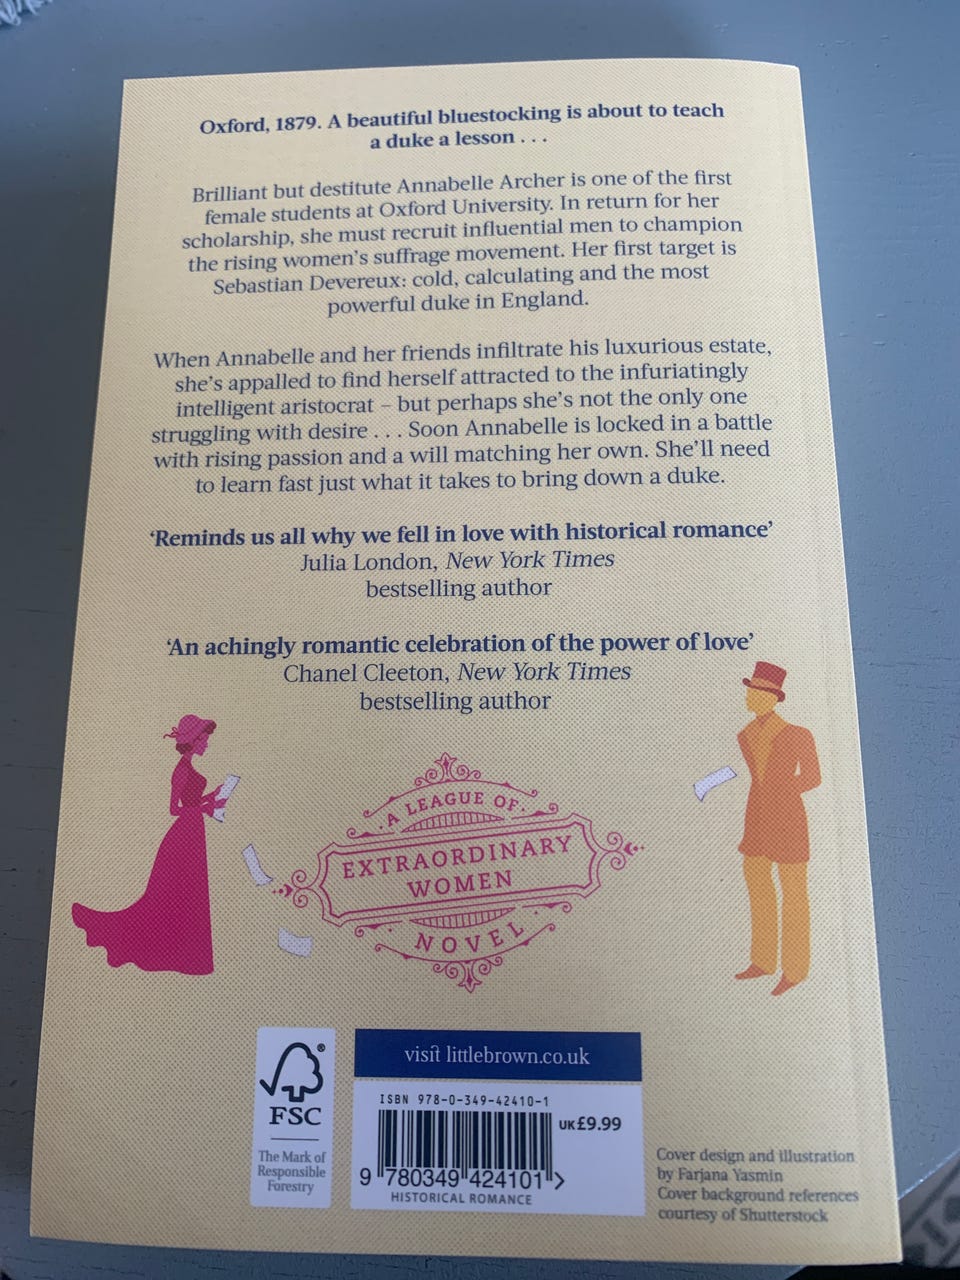 Oxford, 1879. A beautiful bluestocking is about to teach
a duke a lesson . . .
Brilliant but destitute Annabelle Archer is one of the first
female students at Oxford University. In return for her
scholarship, she must recruit influential men to champion
the rising women's suffrage movement. Her first target is
Sebastian Devereux: cold, calculating and the most
powerful duke in England.
When Annabelle and her friends infiltrate his luxurious estate,
she's appalled to find herself attracted to the infuriatingly
intelligent aristocrat – but perhaps she's not the only one
struggling with desire . . . Soon Annabelle is locked in a battle
with rising passion and a will matching her own. She'll need
to learn fast just what it takes to bring down a duke.
'Reminds us all why we fell in love with historical romance'
Julia London, New York Times
bestselling author
'An achingly romantic celebration of the power of love'
Chanel Cleeton, New York Times
bestselling author
A LEAGUE OF
EXTRAORDINARY
WOMEN
NOVEL
visit littlebrown.co.uk
ISBN 978-0-349-42410-1
UK£9.99
9 780349 424101 >
HISTORICAL ROMANCE
®
FSC
The Mark of
Responsible
Forestry
Cover design and illustration
by Farjana Yasmin
Cover background references
courtesy of Shutterstock